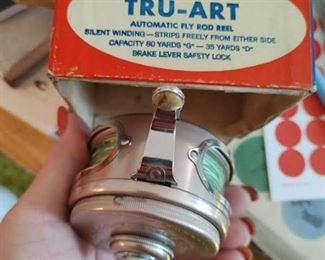 TRU-ART
AUTOMATIC FLY ROD REEL
SILENT WINDING—STRIPS FREELY FROM EITHER SIDE
CAPACITY 60 YARDS "G" — 35 YARDS "D"
BRAKE LEVER SAFETY LOCK